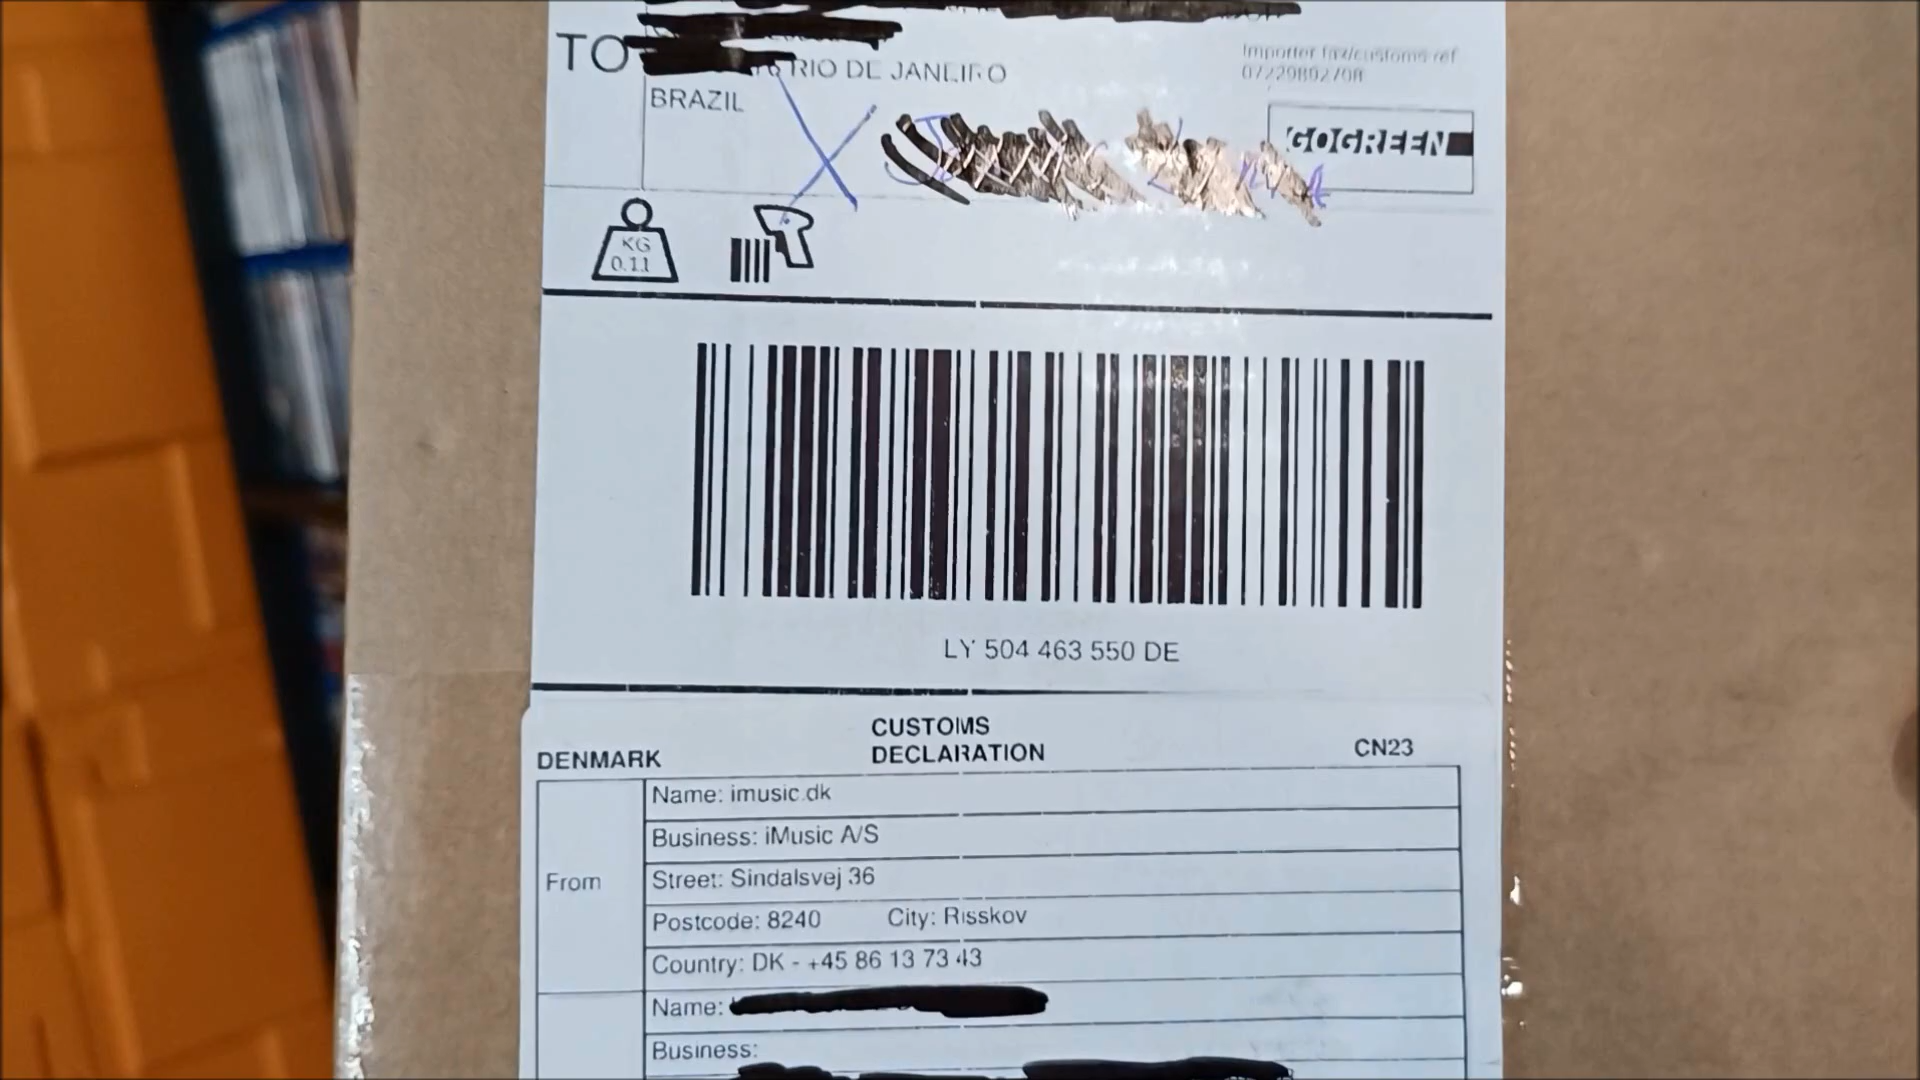 TO
RIO DE JANEIRO
Importer fax/customs ref
BRAZIL
GOGREEN
KG
0.11
LY 504 463 550 DE
CUSTOMS
DECLARATION
DENMARK
CN23
From
Name: imusic.dk
Business: iMusic A/S
Street: Sindalsvej 36
Postcode: 8240 City: Risskov
Country: DK - +45 86 13 73 43
Name:
Business: